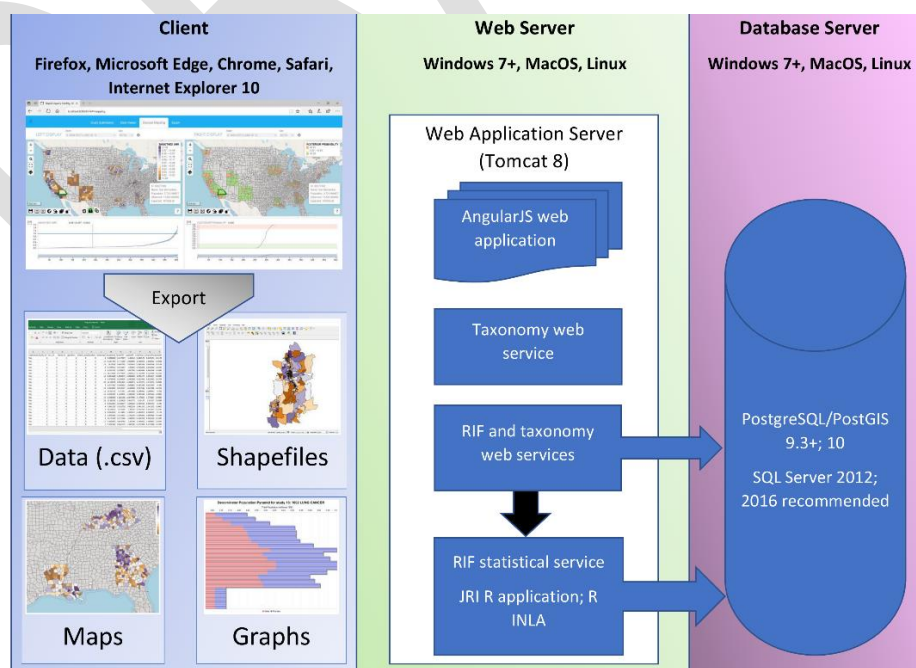 Client
Firefox, Microsoft Edge, Chrome, Safari,
Internet Explorer 10
Export
Data (.csv)
Shapefiles
Maps
Graphs
Web Server
Windows 7+, MacOS, Linux
Web Application Server
(Tomcat 8)
AngularJS web
application
Taxonomy web
service
RIF and taxonomy
web services
RIF statistical service
JRI R application; R
INLA
Database Server
Windows 7+, MacOS, Linux
PostgreSQL/PostGIS
9.3+; 10
SQL Server 2012;
2016 recommended